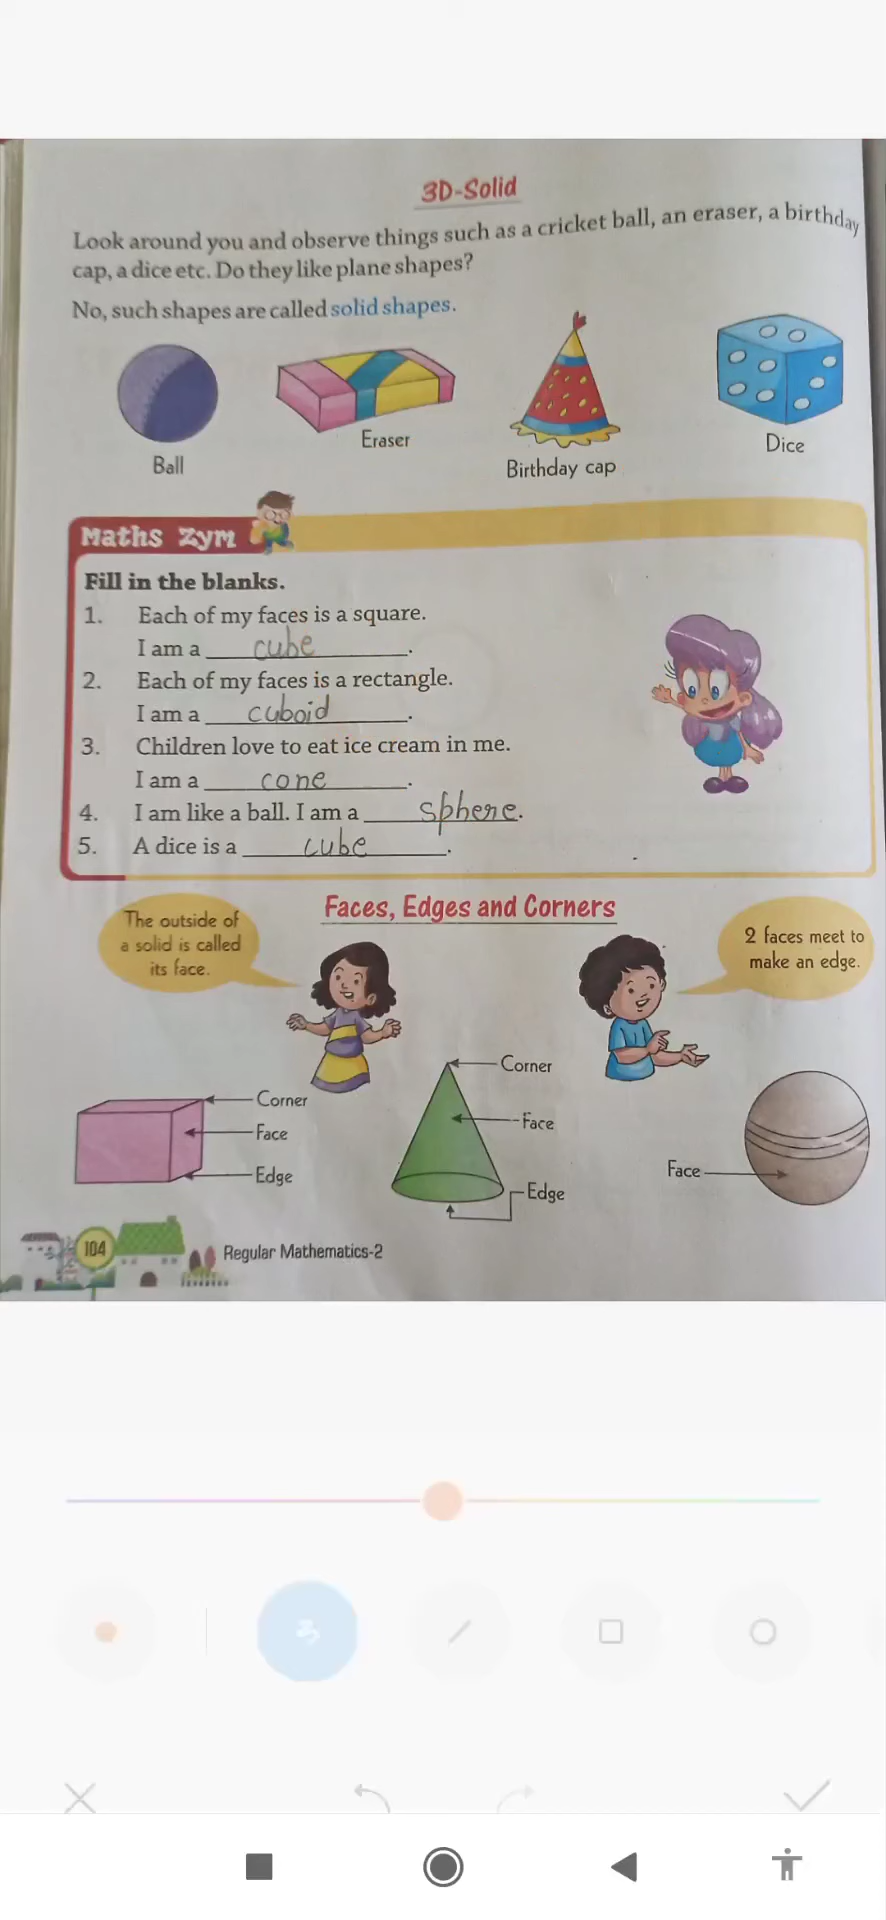 3D-Solid
Look around you and observe things such as a cricket ball, an eraser, a birthday
cap, a dice etc. Do they like plane shapes?
No, such shapes are called solid shapes.
Ball
Eraser
Birthday cap
Dice
Maths Zym
Fill in the blanks.
1. Each of my faces is a square.
I am a cube.
2. Each of my faces is a rectangle.
I am a cuboid.
3. Children love to eat ice cream in me.
I am a cone.
4. I am like a ball. I am a sphere.
5. A dice is a cube.
Faces, Edges and Corners
The outside of
a solid is called
its face.
2 faces meet to
make an edge.
Corner
Face
Edge
Corner
Face
Edge
Face
104
Regular Mathematics-2